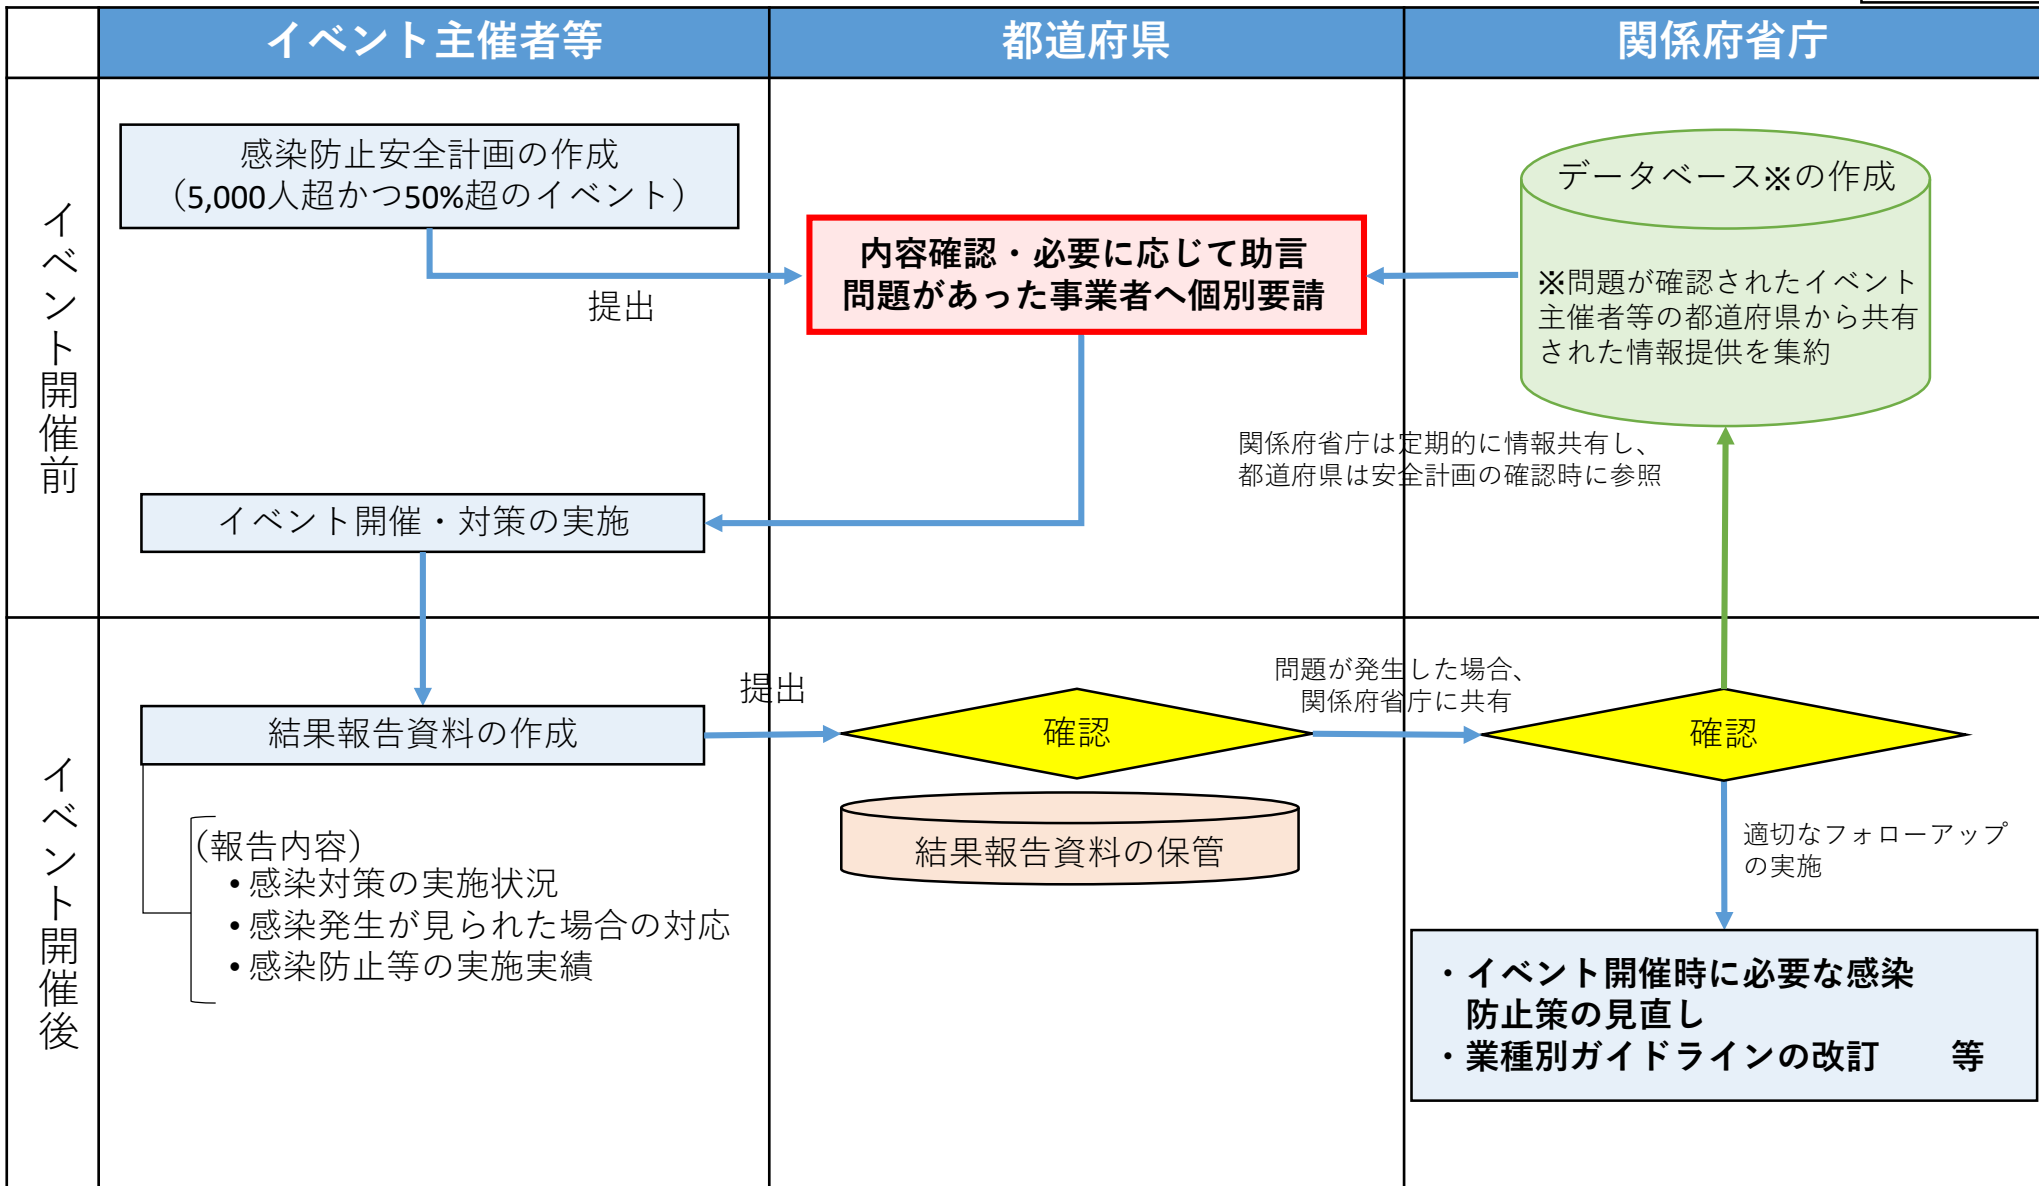 イベント主催者等
都道府県
関係府省庁
イベント開催前
感染防止安全計画の作成
（5,000人超かつ50%超のイベント）
提出
内容確認・必要に応じて助言
問題があった事業者へ個別要請
データベース※の作成
※問題が確認されたイベント
主催者等の都道府県から共有
された情報提供を集約
関係府省庁は定期的に情報共有し、
都道府県は安全計画の確認時に参照
イベント開催・対策の実施
イベント開催後
結果報告資料の作成
提出
確認
問題が発生した場合、
関係府省庁に共有
確認
（報告内容）
• 感染対策の実施状況
• 感染発生が見られた場合の対応
• 感染防止等の実施実績
結果報告資料の保管
適切なフォローアップ
の実施
・イベント開催時に必要な感染
防止策の見直し
・業種別ガイドラインの改訂　　等